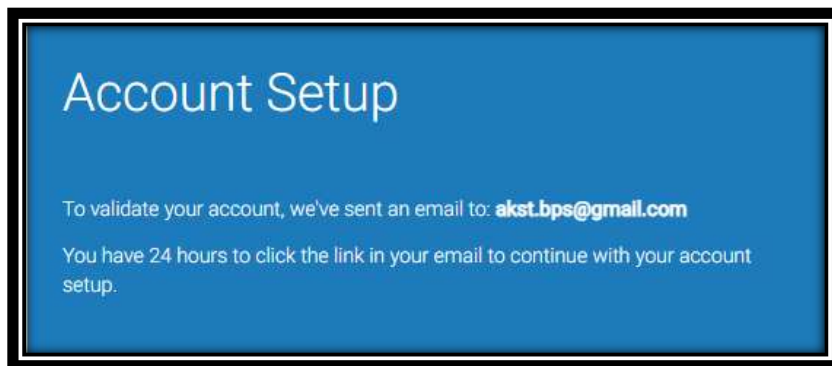 Account Setup
To validate your account, we've sent an email to: akst.bps@gmail.com
You have 24 hours to click the link in your email to continue with your account
setup.